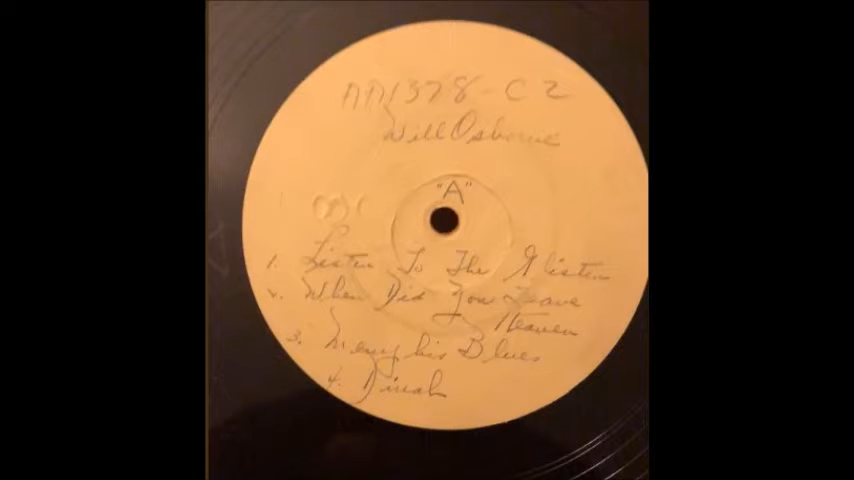 AA1378-C2
Will Osborne
"A"
1. Listen To The Glisten
2. When Did You Leave
Heaven
3. Memphis Blues
4. Dinah